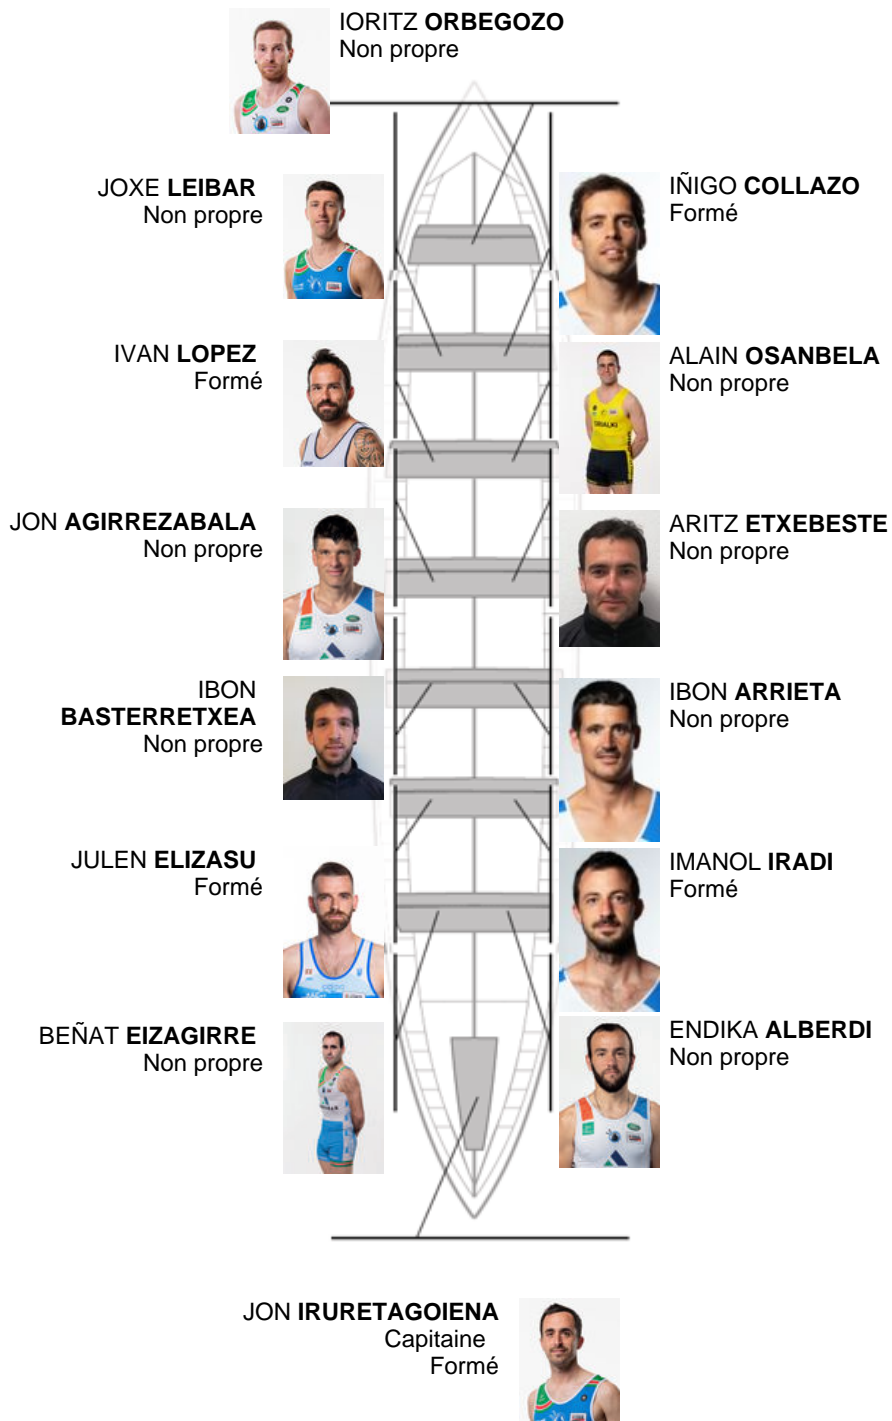 IORITZ ORBEGOZO
Non propre
JOXE LEIBAR
Non propre
IÑIGO COLLAZO
Formé
IVAN LOPEZ
Formé
ALAIN OSANBELA
Non propre
JON AGIRREZABALA
Non propre
ARITZ ETXEBESTE
Non propre
IBON
BASTERRETXEA
Non propre
IBON ARRIETA
Non propre
JULEN ELIZASU
Formé
IMANOL IRADI
Formé
BEÑAT EIZAGIRRE
Non propre
ENDIKA ALBERDI
Non propre
JON IRURETAGOIENA
Capitaine
Formé